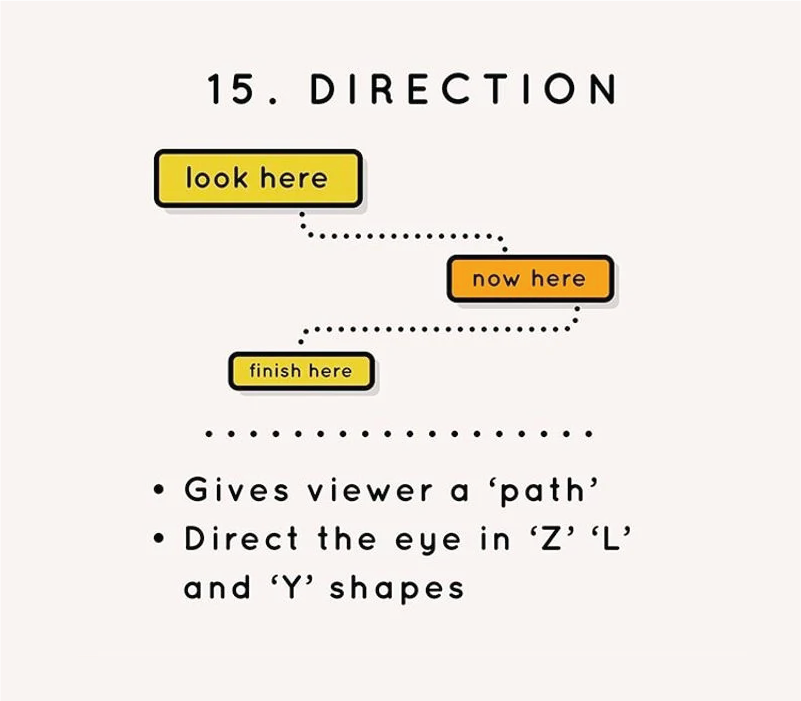 15. DIRECTION
look here
now here
finish here
• Gives viewer a ‘path’
• Direct the eye in ‘Z’ ‘L’
and ‘Y’ shapes